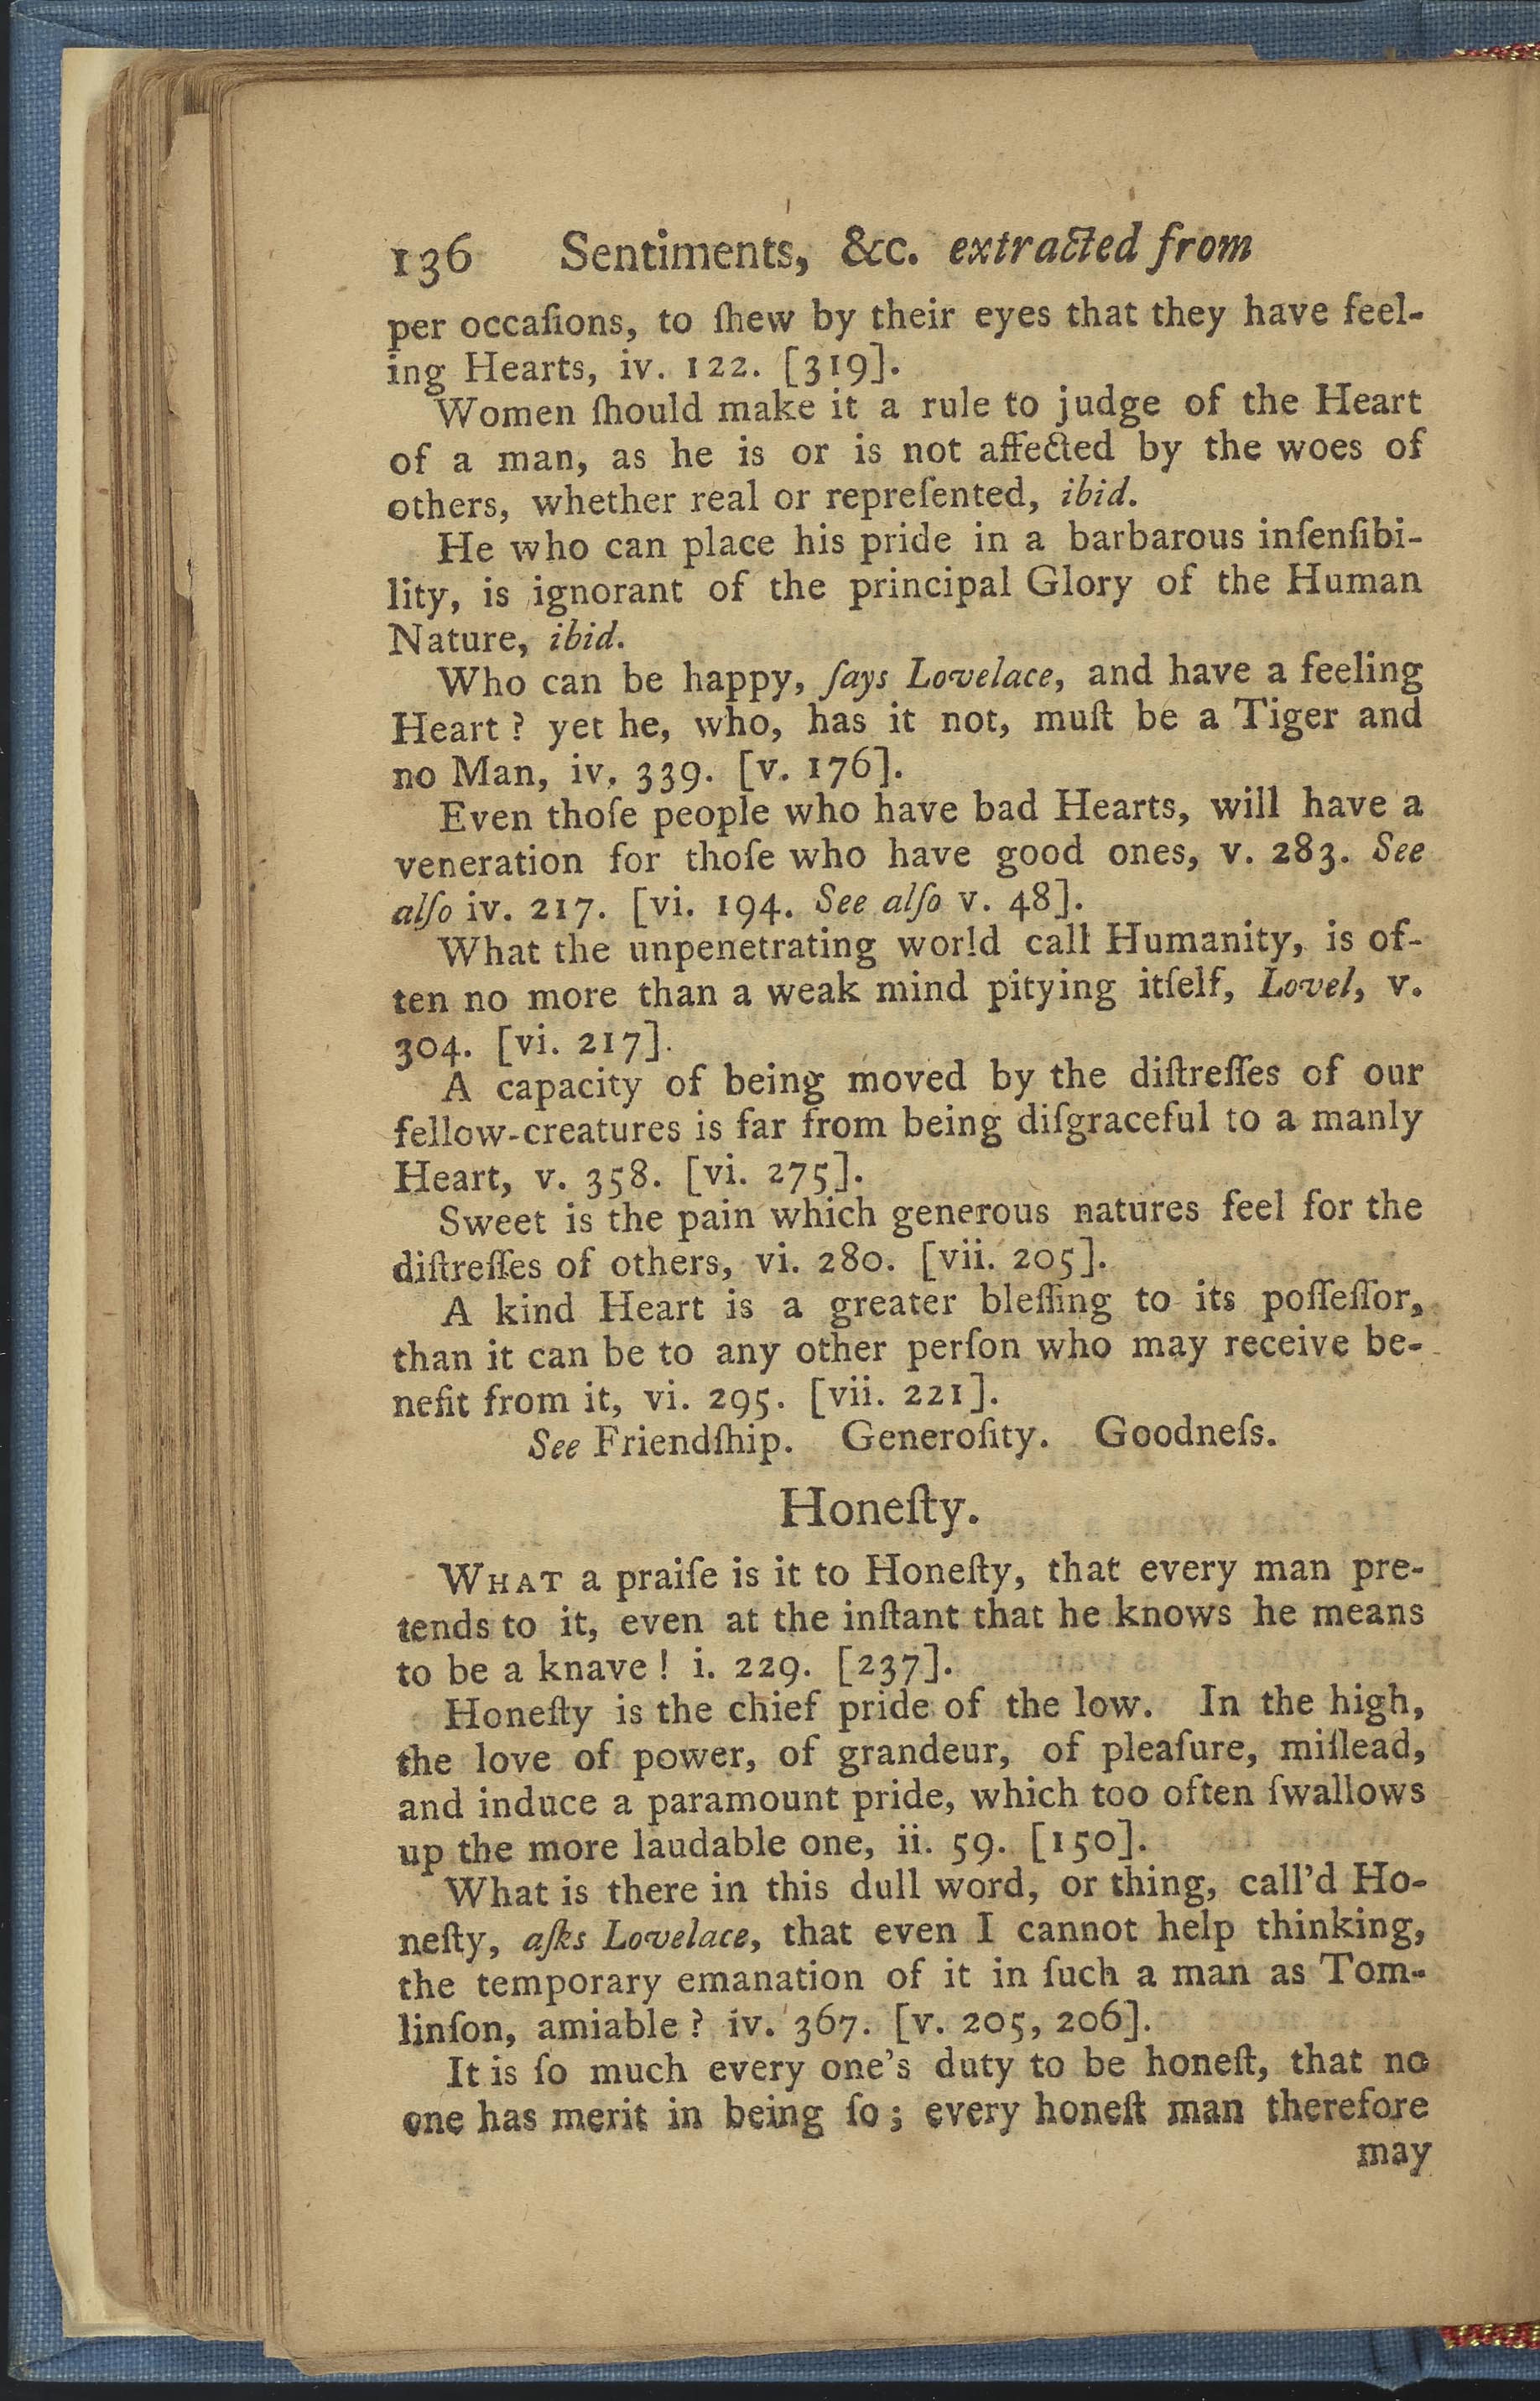 136 Sentiments, &c. extracted from
per occaſions, to ſhew by their eyes that they have feel-
ing Hearts, iv. 122. [319].
Women ſhould make it a rule to judge of the Heart
of a man, as he is or is not affected by the woes of
others, whether real or repreſented, ibid.
He who can place his pride in a barbarous inſenſibi-
lity, is ignorant of the principal Glory of the Human
Nature, ibid.
Who can be happy, ſays Lovelace, and have a feeling
Heart? yet he, who, has it not, muſt be a Tiger and
no Man, iv. 339. [v. 176].
Even thoſe people who have bad Hearts, will have a
veneration for thoſe who have good ones, v. 283. See
alſo iv. 217. [vi. 194. See alſo v. 48].
What the unpenetrating world call Humanity, is of-
ten no more than a weak mind pitying itſelf, Lovel, v.
304. [vi. 217].
A capacity of being moved by the diſtreſſes of our
fellow-creatures is far from being diſgraceful to a manly
Heart, v. 358. [vi. 275].
Sweet is the pain which generous natures feel for the
diſtreſſes of others, vi. 280. [vii. 205].
A kind Heart is a greater bleſſing to its poſſeſſor,
than it can be to any other perſon who may receive be-
nefit from it, vi. 295. [vii. 221].
See Friendſhip. Generoſity. Goodneſs.
Honeſty.
WHAT a praiſe is it to Honeſty, that every man pre-
tends to it, even at the inſtant that he knows he means
to be a knave! i. 229. [237].
Honeſty is the chief pride of the low. In the high,
the love of power, of grandeur, of pleaſure, miſlead,
and induce a paramount pride, which too often ſwallows
up the more laudable one, ii. 59. [150].
What is there in this dull word, or thing, call'd Ho-
neſty, aſks Lovelace, that even I cannot help thinking,
the temporary emanation of it in ſuch a man as Tom-
linſon, amiable? iv. 367. [v. 205, 206].
It is ſo much every one's duty to be honeſt, that no
one has merit in being ſo; every honeſt man therefore
may